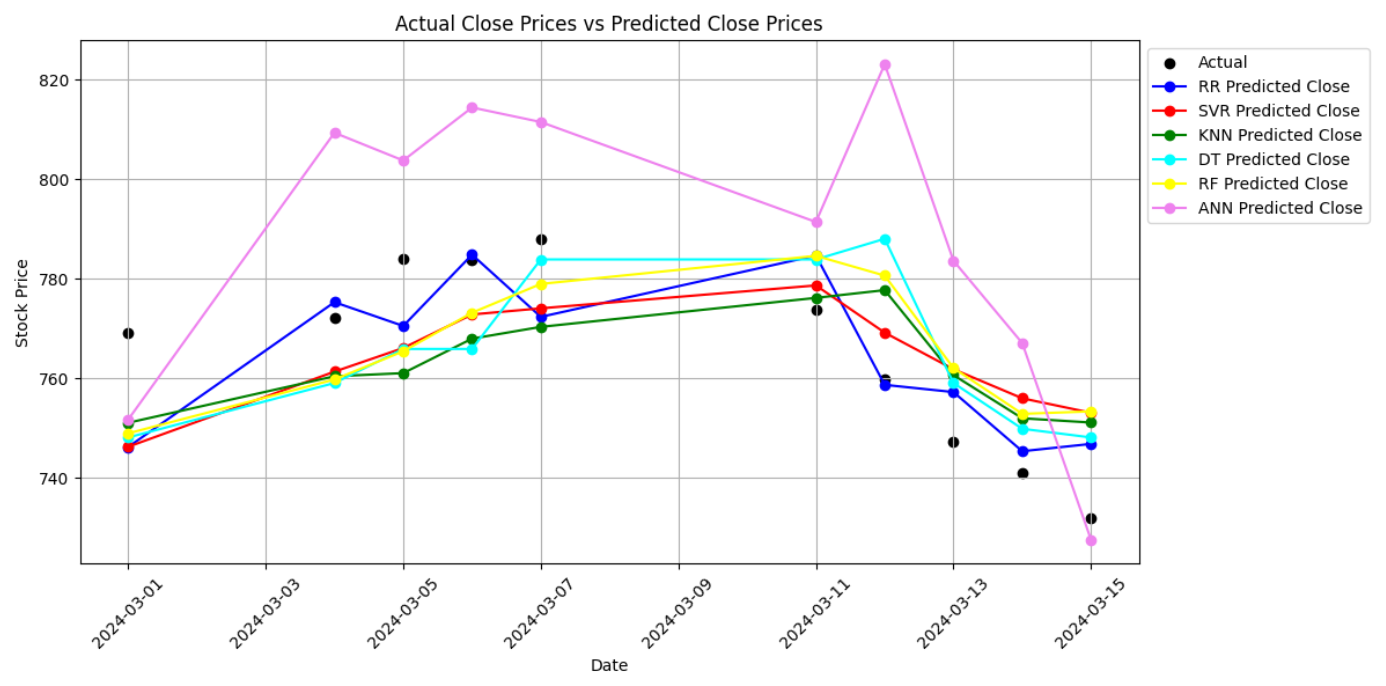 Actual Close Prices vs Predicted Close Prices
820
800
780
760
740
Stock Price
2024-03-01
2024-03-03
2024-03-05
2024-03-07
2024-03-09
2024-03-11
2024-03-13
2024-03-15
Date
Actual
RR Predicted Close
SVR Predicted Close
KNN Predicted Close
DT Predicted Close
RF Predicted Close
ANN Predicted Close